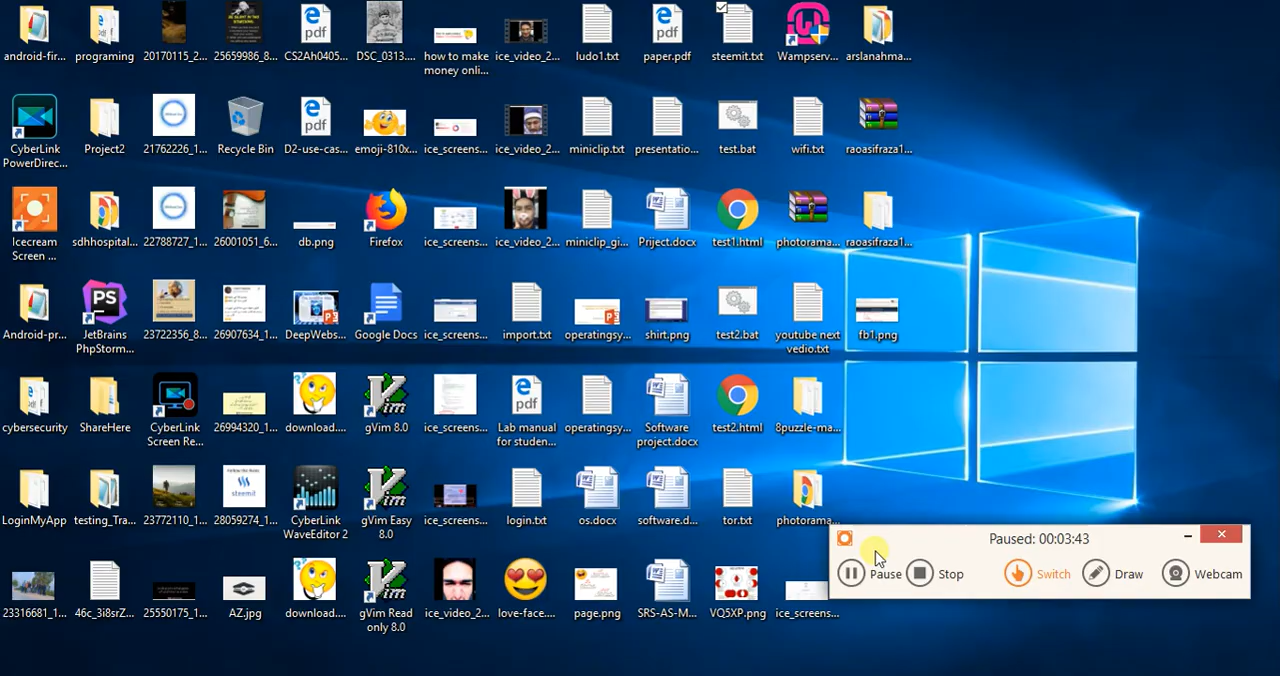 android-fir...
programing
20170115_2...
25659986_8...
CS2Ah0405...
DSC_0313....
how to make
money onli...
ice_video_2...
ludo1.txt
paper.pdf
steemit.txt
Wampserv...
arslanahma...
CyberLink
PowerDirec...
Project2
21762226_1...
Recycle Bin
pdf
D2-use-cas...
emoji-810x...
ice_screens...
ice_video_2...
miniclip.txt
presentatio...
test.bat
wifi.txt
raoasifraza1...
Icecream
Screen ...
sdhhospital...
22788727_1...
26001051_6...
db.png
Firefox
ice_screens...
ice_video_2...
miniclip_gi...
Priject.docx
test1.html
photorama...
raoasifraza1...
Android-pr...
PS
JetBrains
PhpStorm...
23722356_8...
26907634_1...
DeepWebs...
Google Docs
ice_screens...
import.txt
operatingsy...
shirt.png
test2.bat
youtube next
vedio.txt
fb1.png
cybersecurity
ShareHere
CyberLink
Screen Re...
26994320_1...
download....
gVim 8.0
ice_screens...
pdf
Lab manual
for studen...
operatingsy...
Software
project.docx
test2.html
8puzzle-ma...
LoginMyApp
testing_Tra...
23772110_1...
steemit
28059274_1...
CyberLink
WaveEditor 2
gVim Easy
8.0
ice_screens...
login.txt
os.docx
software.d...
tor.txt
photorama...
23316681_1...
46c_3i8srZ...
25550175_1...
AZ.jpg
download....
gVim Read
only 8.0
ice_video_2...
love-face....
page.png
SRS-AS-M...
VQ5XP.png
ice_screens...
Paused: 00:03:43
Pause
Stop
Switch
Draw
Webcam